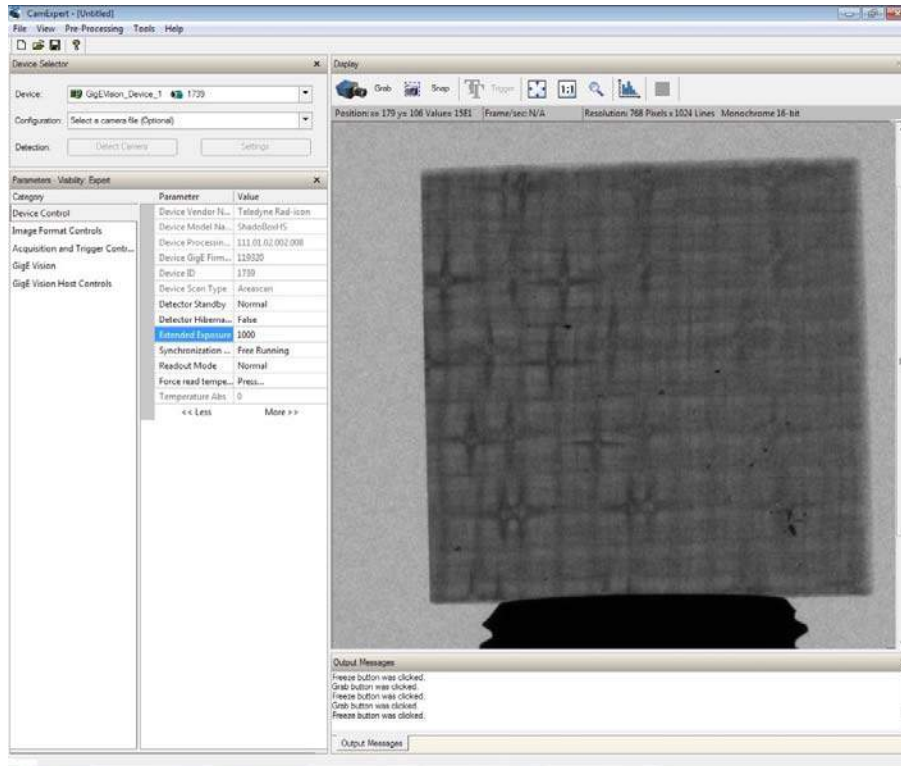 CamExpert - [Untitled]
File View Pre-Processing Tools Help
Device Selector
Device: GigEVision_Device_1 1739
Configuration: Select a camera file (Optional)
Detection: Detect Camera Settings
Parameters - Visibility: Expert
Category
Device Control
Image Format Controls
Acquisition and Trigger Contr...
GigE Vision
GigE Vision Host Controls
Parameter Value
Device Vendor N... Teledyne Rad-icon
Device Model Na... ShadoBoxHS
Device Processin... 111.01.02.002.008
Device GigE Firm... 119320
Device ID 1739
Device Scan Type Areascan
Detector Standby Normal
Detector Hiberna... False
Extended Exposure 1000
Synchronization ... Free Running
Readout Mode Normal
Force read tempe... Press...
Temperature Abs 0
<< Less More >>
Display
Grab Snap Trigger 1:1
Position: x= 179 y= 106 Value= 15E1 Frame/sec: N/A Resolution: 768 Pixels x 1024 Lines Monochrome 16-bit
Output Messages
Freeze button was clicked.
Grab button was clicked.
Freeze button was clicked.
Grab button was clicked.
Freeze button was clicked.
Output Messages